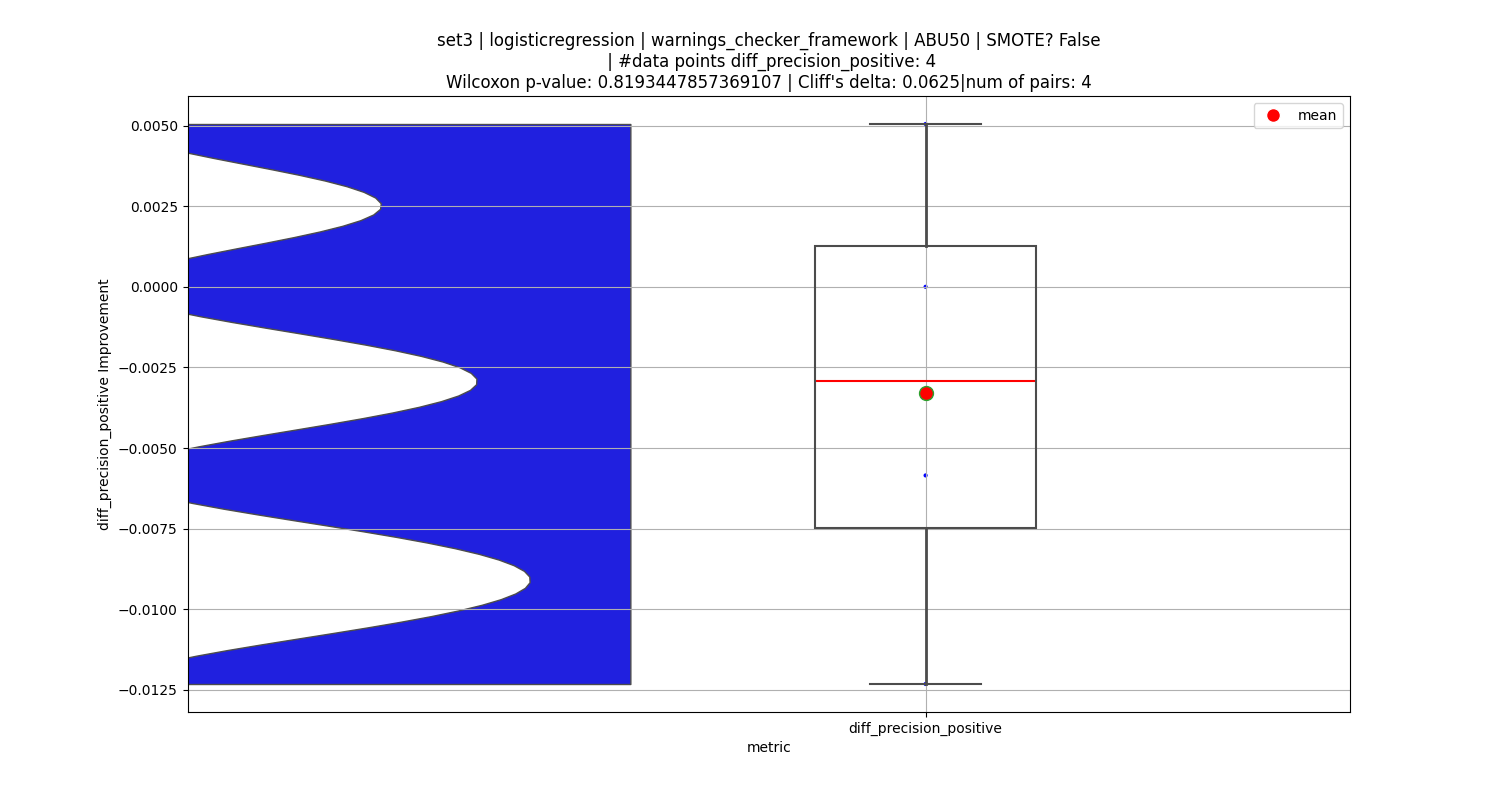 set3 | logisticregression | warnings_checker_framework | ABU50 | SMOTE? False
| #data points diff_precision_positive: 4
Wilcoxon p-value: 0.8193447857369107 | Cliff's delta: 0.0625|num of pairs: 4
mean
0.0050
0.0025
0.0000
−0.0025
−0.0050
−0.0075
−0.0100
−0.0125
diff_precision_positive Improvement
diff_precision_positive
metric